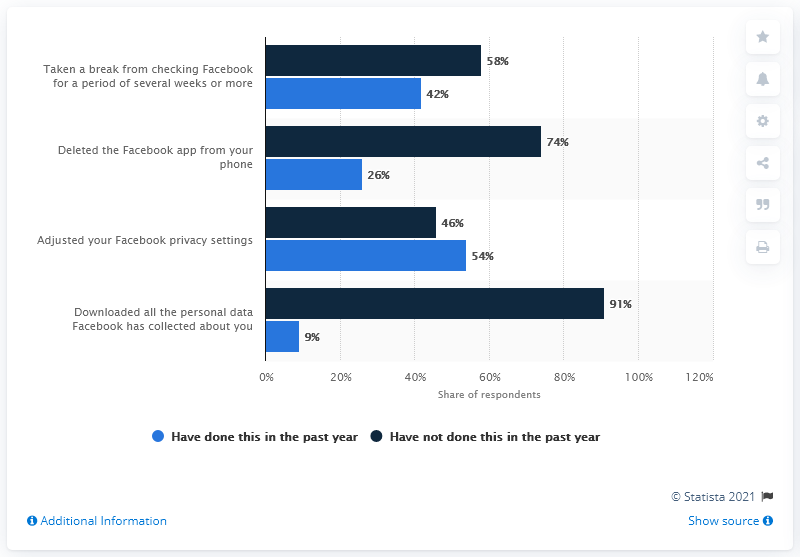 Taken a break from checking Facebook
for a period of several weeks or more
58%
42%
Deleted the Facebook app from your
phone
74%
26%
Adjusted your Facebook privacy settings
46%
54%
Downloaded all the personal data
Facebook has collected about you
91%
9%
0% 20% 40% 60% 80% 100% 120%
Share of respondents
Have done this in the past year Have not done this in the past year
© Statista 2021
Additional Information Show source